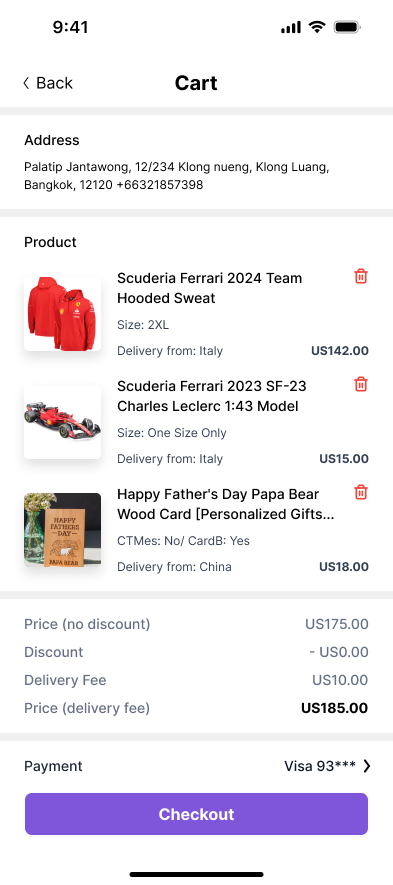 9:41
Back
Cart
Address
Palatip Jantawong, 12/234 Klong nueng, Klong Luang,
Bangkok, 12120 +66321857398
Product
Scuderia Ferrari 2024 Team
Hooded Sweat
Size: 2XL
Delivery from: Italy US142.00
Scuderia Ferrari 2023 SF-23
Charles Leclerc 1:43 Model
Size: One Size Only
Delivery from: Italy US15.00
HAPPY
FATHERS
DAY
PAPA BEAR
Happy Father's Day Papa Bear
Wood Card [Personalized Gifts...
CTMes: No/ CardB: Yes
Delivery from: China US18.00
Price (no discount) US175.00
Discount - US0.00
Delivery Fee US10.00
Price (delivery fee) US185.00
Payment Visa 93***
Checkout